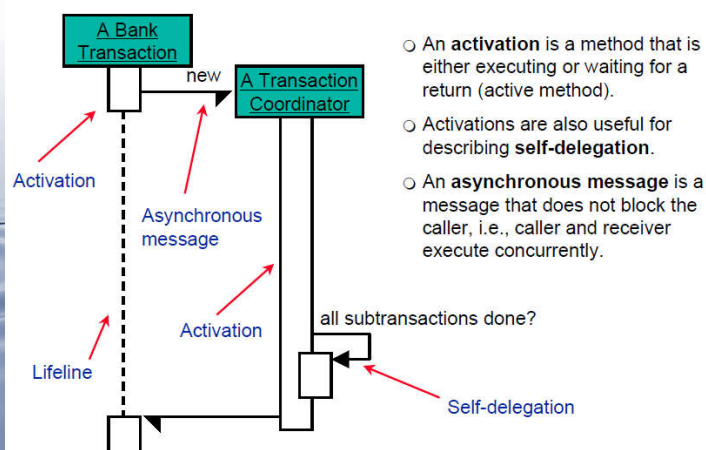 A Bank
Transaction
new
A Transaction
Coordinator
Activation
Asynchronous
message
Activation
all subtransactions done?
Lifeline
Self-delegation
○ An activation is a method that is
either executing or waiting for a
return (active method).
○ Activations are also useful for
describing self-delegation.
○ An asynchronous message is a
message that does not block the
caller, i.e., caller and receiver
execute concurrently.